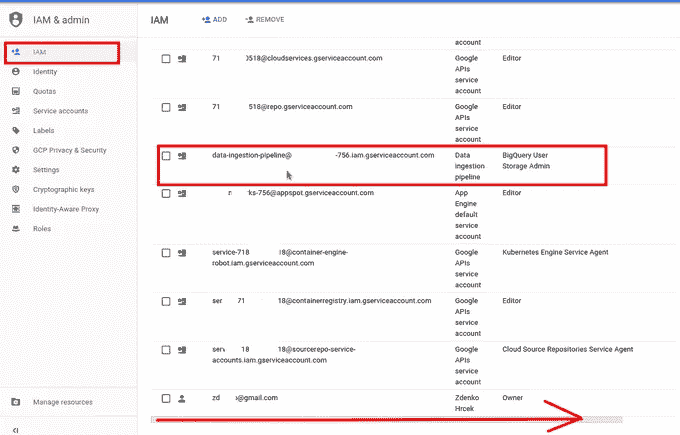 IAM & admin
IAM
ADD
REMOVE
IAM
Identity
Quotas
Service accounts
Labels
GCP Privacy & Security
Settings
Cryptographic keys
Identity-Aware Proxy
Roles
Manage resources
account
71 0518@cloudservices.gserviceaccount.com Google Editor
APIs
service
account
71 518@repo.gserviceaccount.com Google Editor
APIs
service
account
data-ingestion-pipeline@ -756.iam.gserviceaccount.com Data BigQuery User
ingestion Storage Admin
pipeline
rks-756@appspot.gserviceaccount.com App Editor
Engine
default
service
account
service-718 18@container-engine- Google Kubernetes Engine Service Agent
robot.iam.gserviceaccount.com APIs
service
account
ser 71 18@containerregistry.iam.gserviceaccount.com Google Editor
APIs
service
account
serv 18 18@sourcerepo-service- Google Cloud Source Repositories Service Agent
accounts.iam.gserviceaccount.com APIs
service
account
zd @gmail.com Zdenko Owner
Hrcek